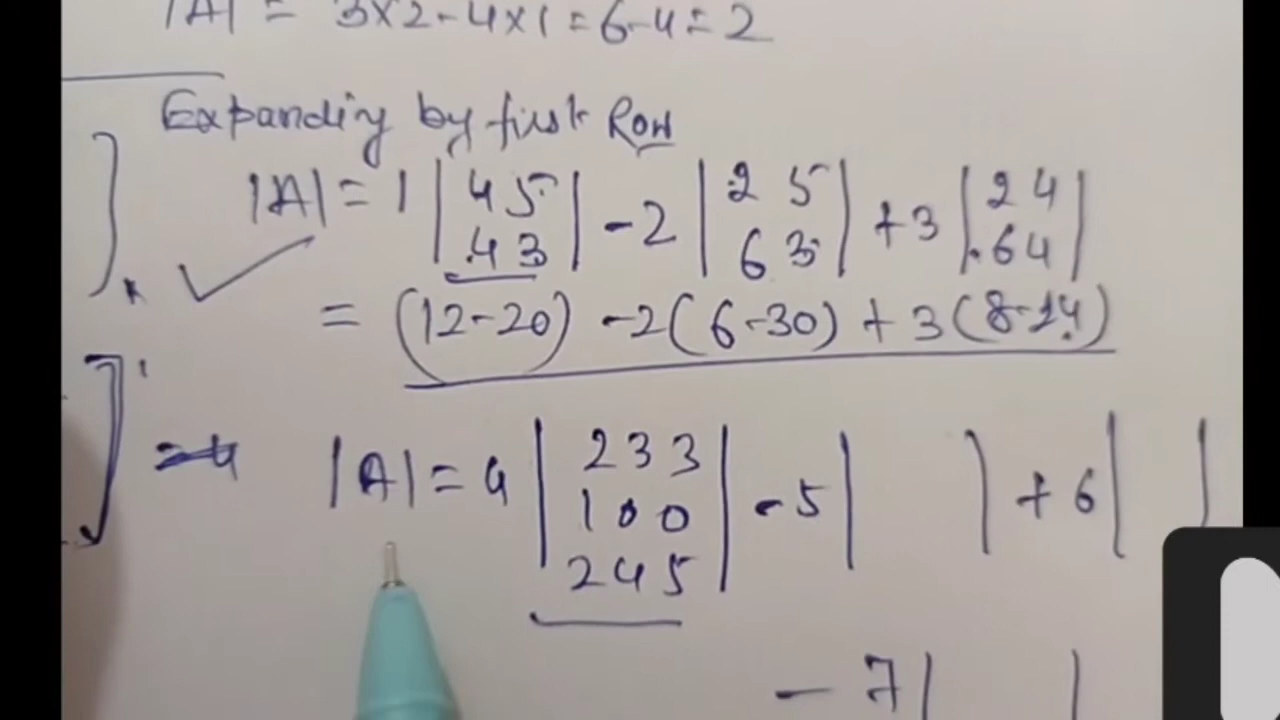 |A| = 3×2-4×1=6-4=2
Expanding by first Row
|A| = 1 |4 5| -2 |2 5| +3 |2 4|
|4 3| |6 3| |6 4|
= (12-20) -2(6-30) + 3(8-24)
|A| = 4 |2 3 3| -5 | | +6 | |
|1 0 0|
|2 4 5|
- 7 | |